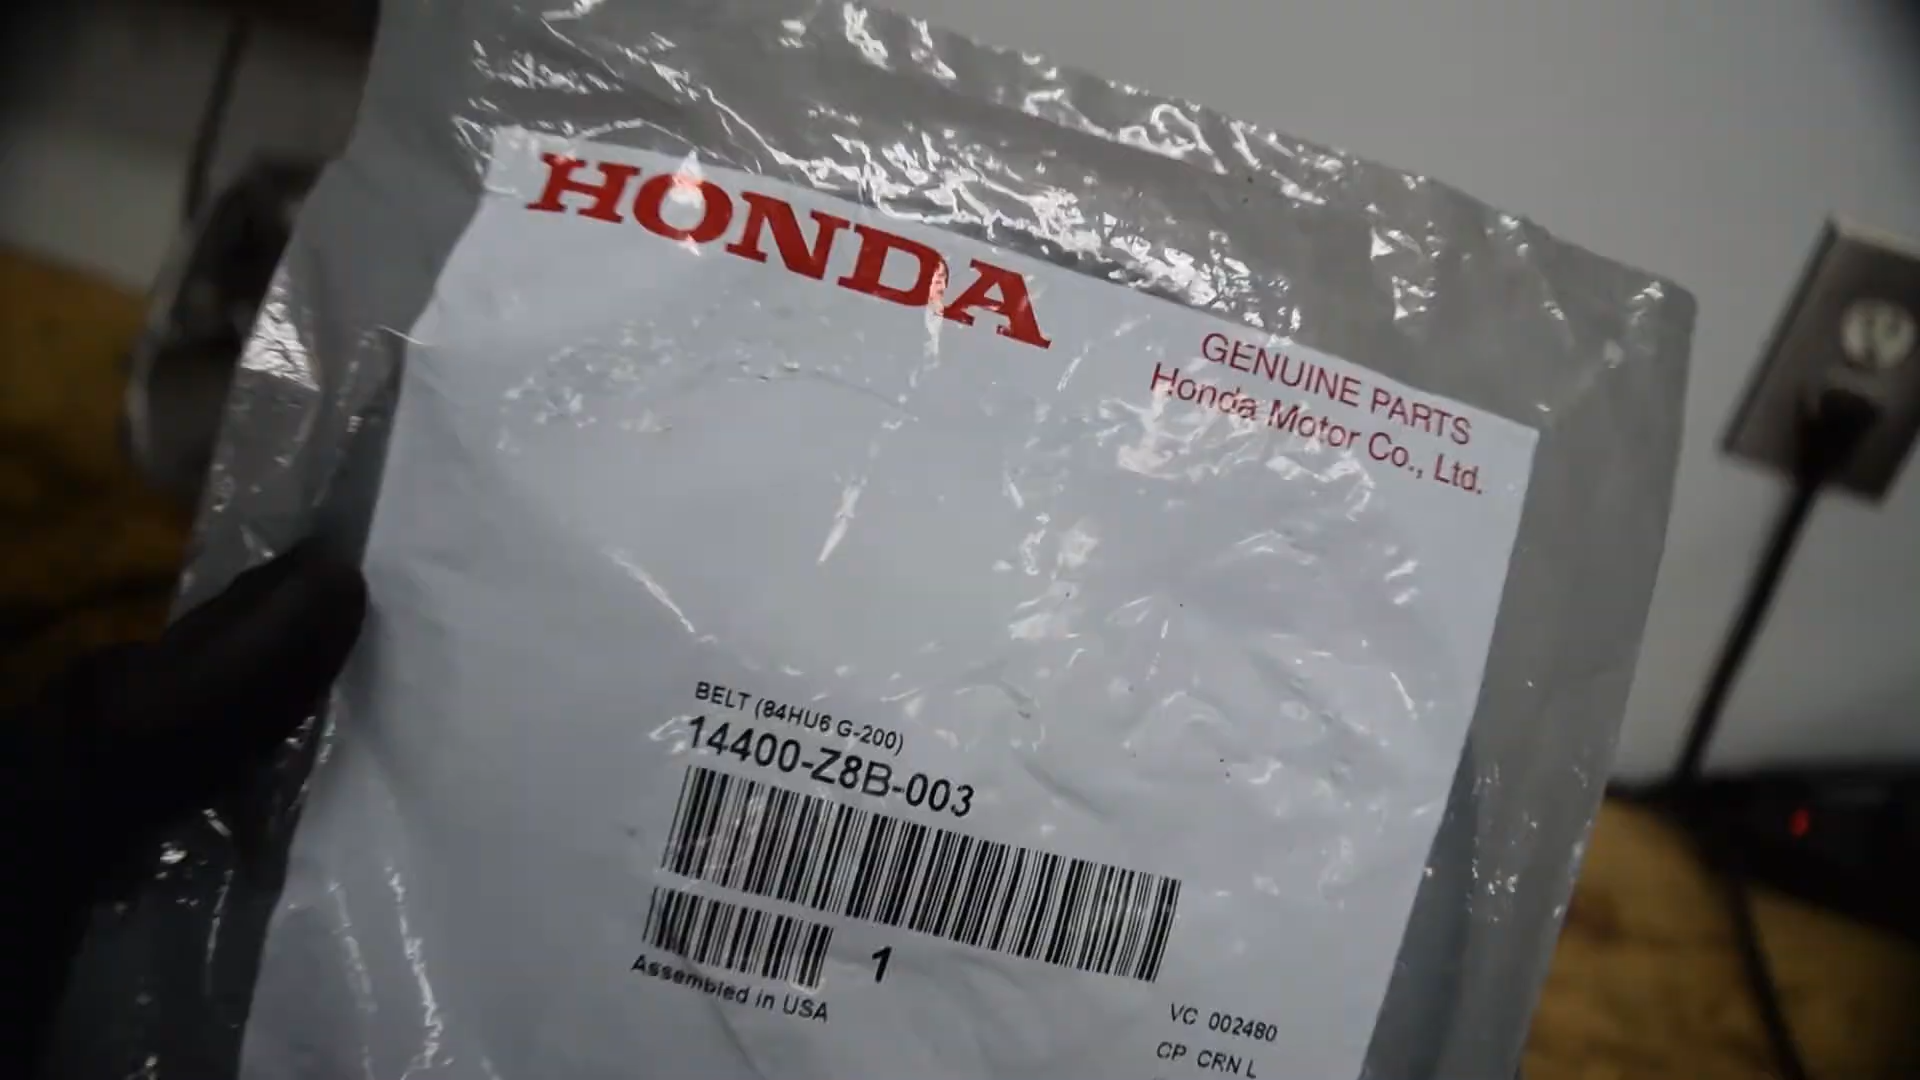 HONDA
GENUINE PARTS
Honda Motor Co., Ltd.
BELT (84HU6 G-200)
14400-Z8B-003
1
Assembled in USA
VC 002480
CP CRN L